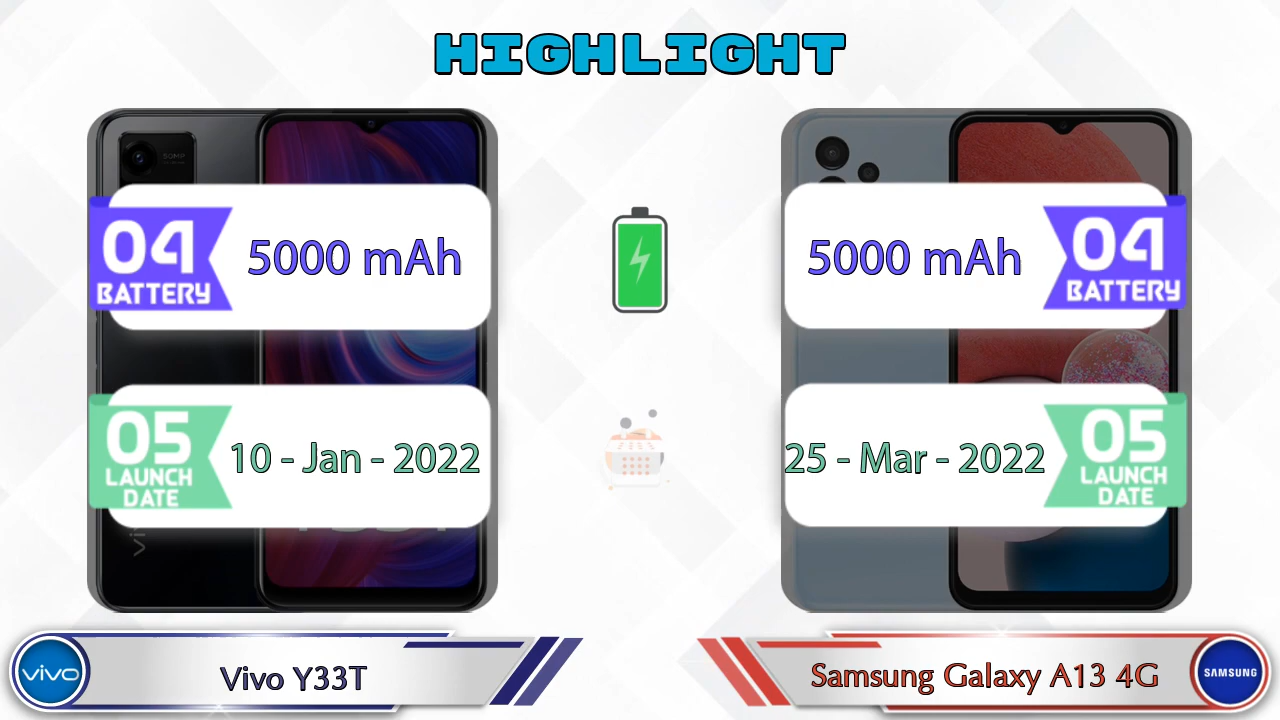 HIGHLIGHT
50MP
04
BATTERY
5000 mAh
5000 mAh
04
BATTERY
05
LAUNCH
DATE
10 - Jan - 2022
25 - Mar - 2022
05
LAUNCH
DATE
vivo
Vivo Y33T
Samsung Galaxy A13 4G
SAMSUNG